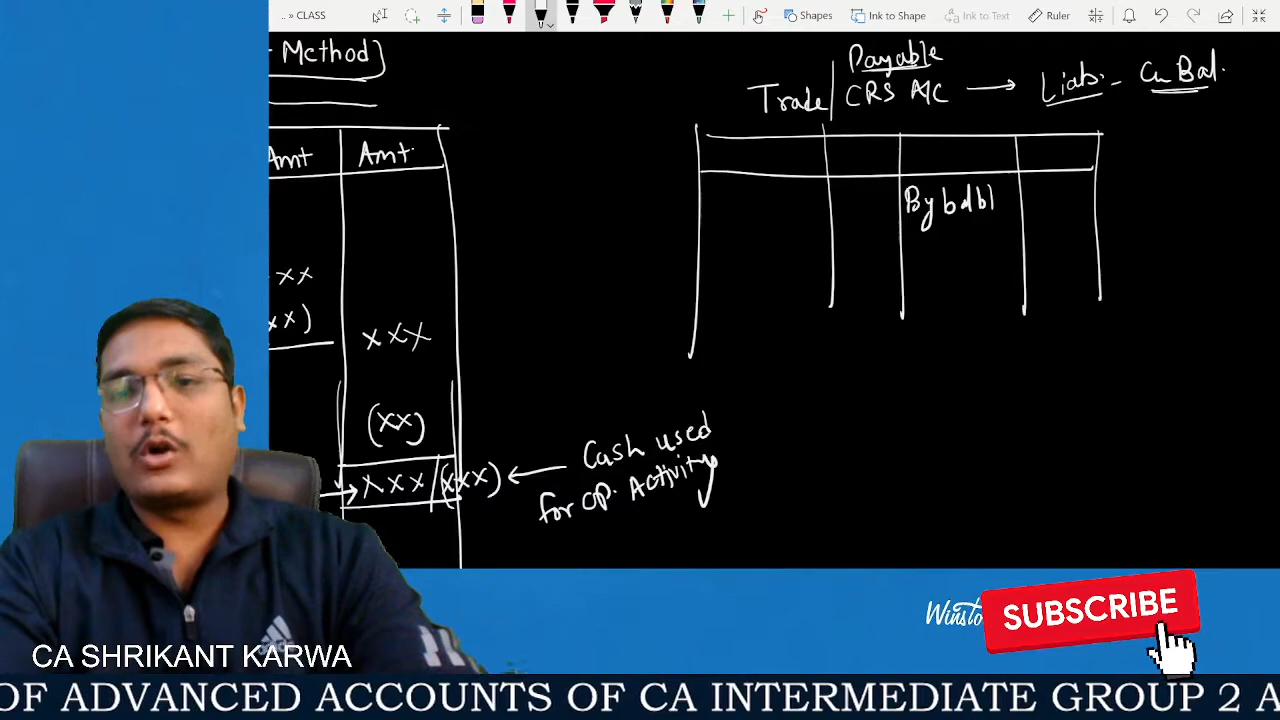 .. » CLASS
Shapes
Ink to Shape
Ink to Text
Ruler
Method)
Amt
Amt.
xx
xx)
xxx
(xx)
xxx/(xxx)
Cash used
for OP. Activity
Payable
Trade/ CRS A/C → Liab. - Cr Bal.
By bdbl
Winsto
SUBSCRIBE
adidas
CA SHRIKANT KARWA
OF ADVANCED ACCOUNTS OF CA INTERMEDIATE GROUP 2 A